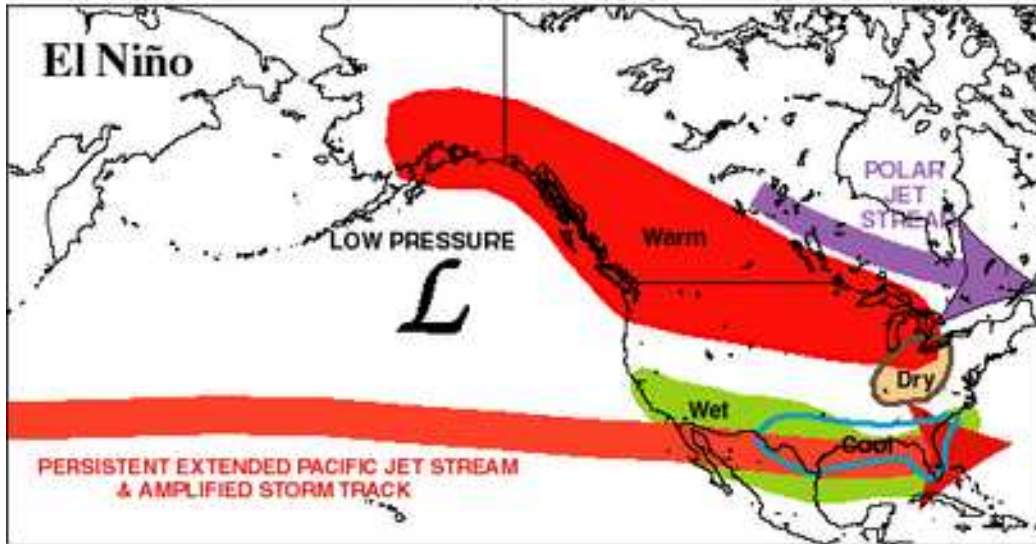 El Niño
POLAR
JET
STREAM
LOW PRESSURE
L
Warm
Dry
Wet
Cool
PERSISTENT EXTENDED PACIFIC JET STREAM
& AMPLIFIED STORM TRACK